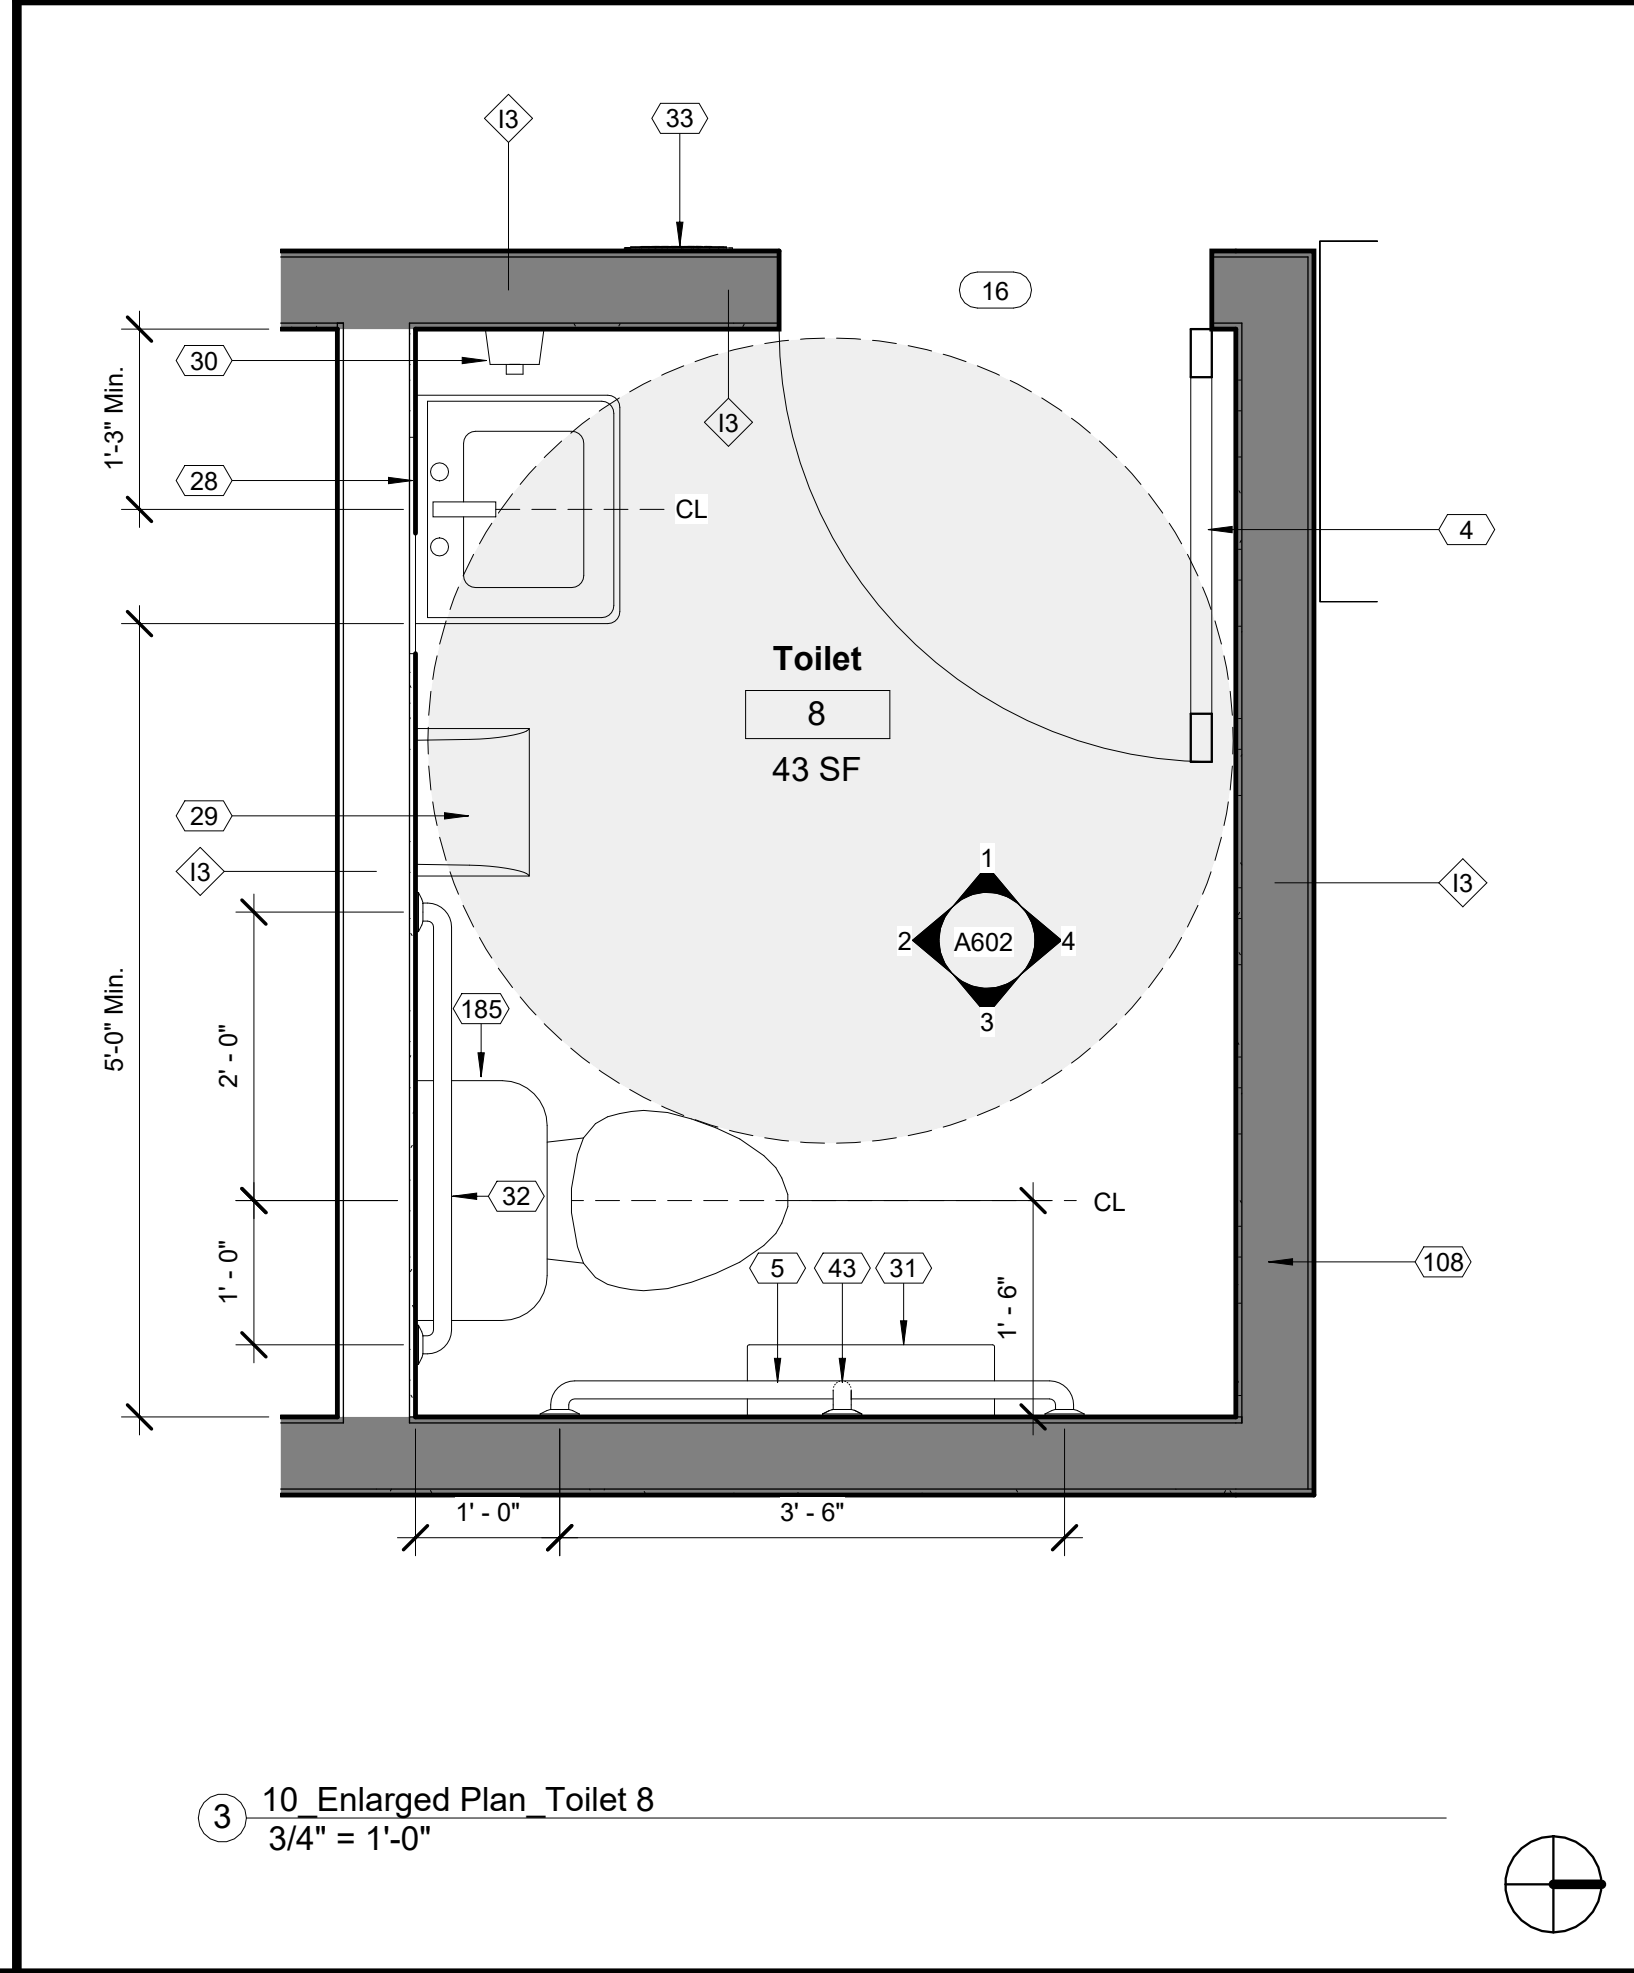 I3
33
16
30
1'-3" Min.
28
I3
CL
4
Toilet
8
43 SF
29
I3
I3
1
2
A602
4
3
5'-0" Min.
2' - 0"
185
32
CL
1' - 0"
5
43
31
1' - 6"
108
1' - 0"
3' - 6"
3
10_Enlarged Plan_Toilet 8
3/4" = 1'-0"